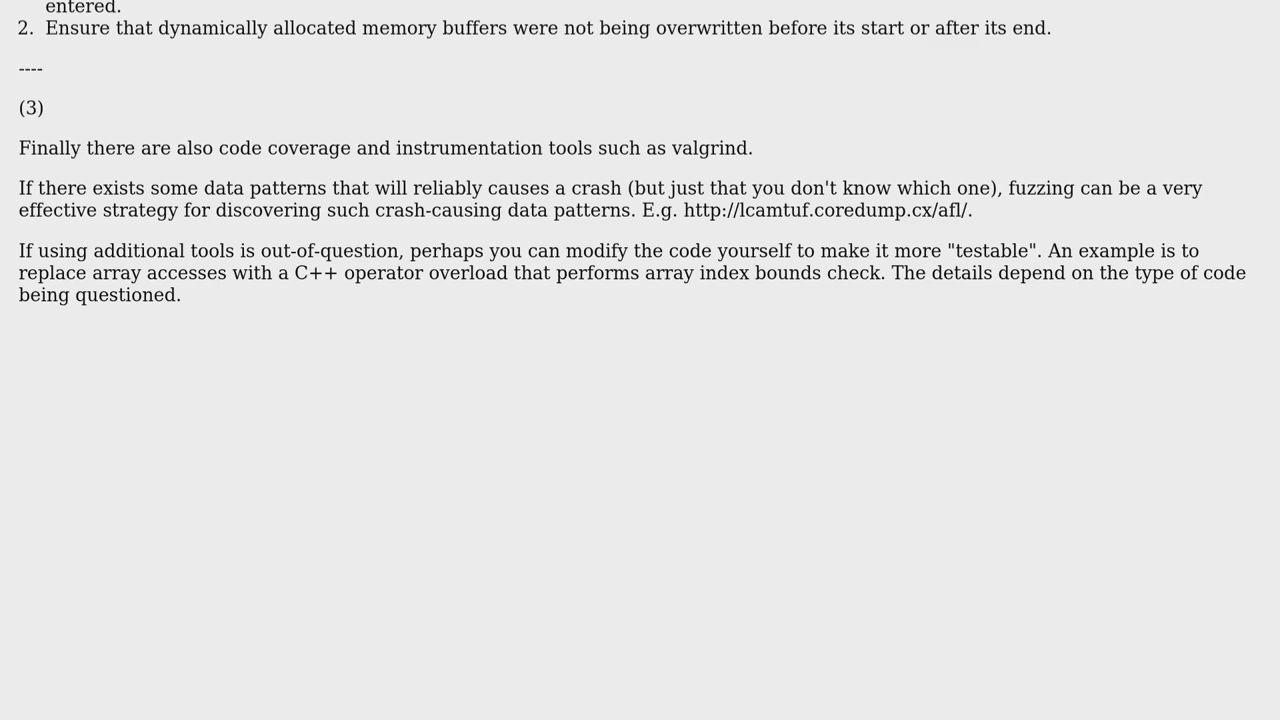 entered.
2. Ensure that dynamically allocated memory buffers were not being overwritten before its start or after its end.
----
(3)
Finally there are also code coverage and instrumentation tools such as valgrind.
If there exists some data patterns that will reliably causes a crash (but just that you don't know which one), fuzzing can be a very
effective strategy for discovering such crash-causing data patterns. E.g. http://lcamtuf.coredump.cx/afl/.
If using additional tools is out-of-question, perhaps you can modify the code yourself to make it more "testable". An example is to
replace array accesses with a C++ operator overload that performs array index bounds check. The details depend on the type of code
being questioned.